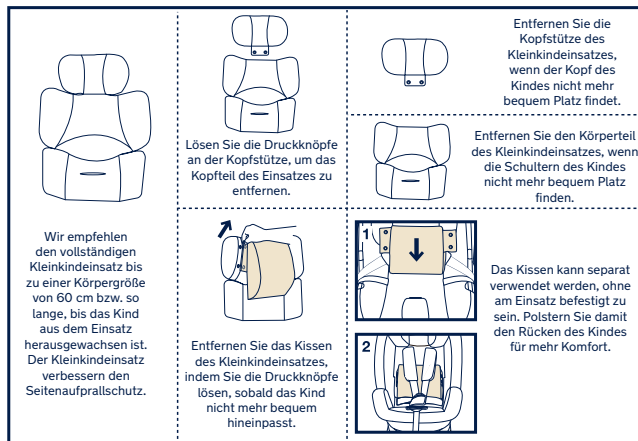 Wir empfehlen
den vollständigen
Kleinkindeinsatz bis
zu einer Körpergröße
von 60 cm bzw. so
lange, bis das Kind
aus dem Einsatz
herausgewachsen ist.
Der Kleinkindeinsatz
verbessern den
Seitenaufprallschutz.
Lösen Sie die Druckknöpfe
an der Kopfstütze, um das
Kopfteil des Einsatzes zu
entfernen.
Entfernen Sie die
Kopfstütze des
Kleinkindeinsatzes,
wenn der Kopf des
Kindes nicht mehr
bequem Platz findet.
Entfernen Sie den Körperteil
des Kleinkindeinsatzes, wenn
die Schultern des Kindes
nicht mehr bequem Platz
finden.
Entfernen Sie das Kissen
des Kleinkindeinsatzes,
indem Sie die Druckknöpfe
lösen, sobald das Kind
nicht mehr bequem
hineinpasst.
1
2
Das Kissen kann separat
verwendet werden, ohne
am Einsatz befestigt zu
sein. Polstern Sie damit
den Rücken des Kindes
für mehr Komfort.